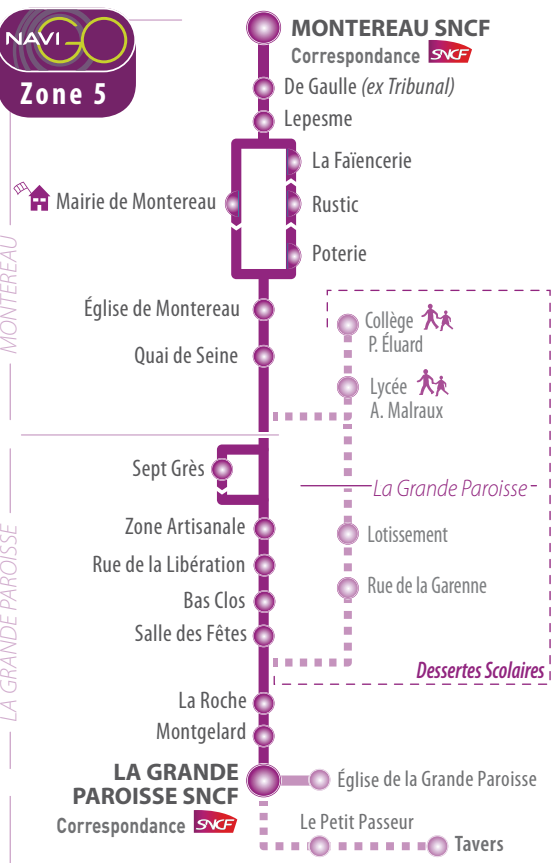 NAVIGO
Zone 5
MONTEREAU SNCF
Correspondance SNCF
De Gaulle (ex Tribunal)
Lepesme
La Faïencerie
Mairie de Montereau
Rustic
Poterie
MONTEREAU
Église de Montereau
Quai de Seine
Collège
P. Éluard
Lycée
A. Malraux
Sept Grès
La Grande Paroisse
LA GRANDE PAROISSE
Zone Artisanale
Lotissement
Rue de la Libération
Rue de la Garenne
Bas Clos
Salle des Fêtes
Dessertes Scolaires
La Roche
Montgelard
LA GRANDE
PAROISSE SNCF
Correspondance SNCF
Église de la Grande Paroisse
Le Petit Passeur
Tavers